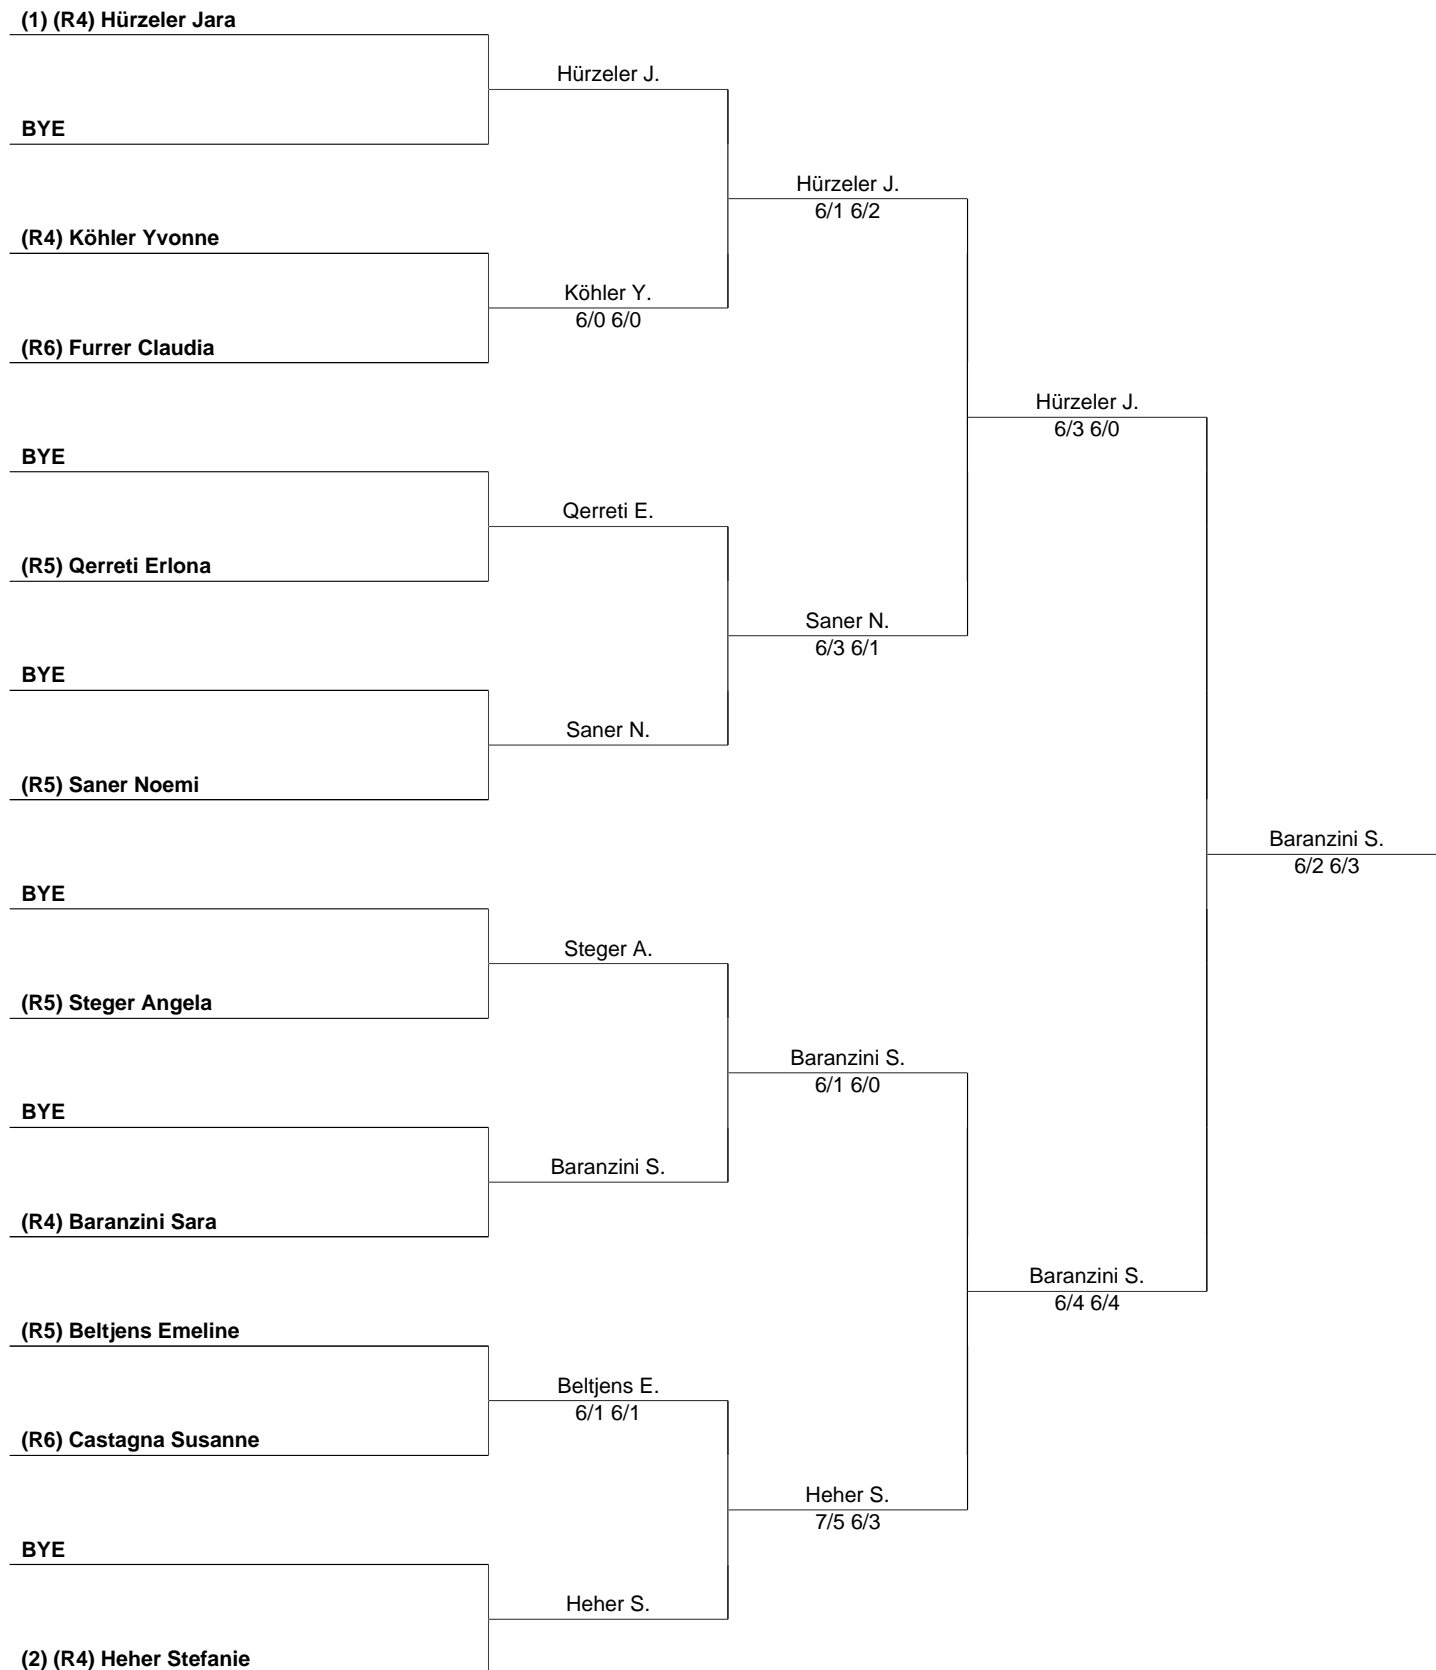 (1) (R4) Hürzeler Jara
Hürzeler J.
BYE
Hürzeler J.
6/1 6/2
(R4) Köhler Yvonne
Köhler Y.
6/0 6/0
(R6) Furrer Claudia
Hürzeler J.
6/3 6/0
BYE
Qerreti E.
(R5) Qerreti Erlona
Saner N.
6/3 6/1
BYE
Saner N.
(R5) Saner Noemi
Baranzini S.
6/2 6/3
BYE
Steger A.
(R5) Steger Angela
Baranzini S.
6/1 6/0
BYE
Baranzini S.
(R4) Baranzini Sara
Baranzini S.
6/4 6/4
(R5) Beltjens Emeline
Beltjens E.
6/1 6/1
(R6) Castagna Susanne
Heher S.
7/5 6/3
BYE
Heher S.
(2) (R4) Heher Stefanie